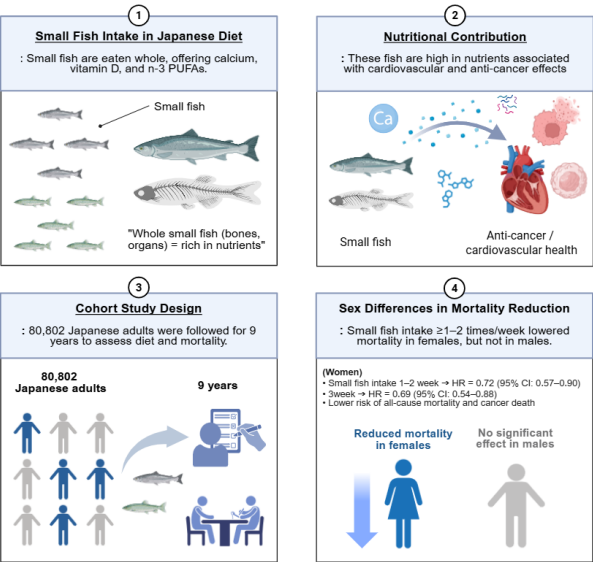 1
Small Fish Intake in Japanese Diet
: Small fish are eaten whole, offering calcium,
vitamin D, and n-3 PUFAs.
Small fish
"Whole small fish (bones,
organs) = rich in nutrients"
2
Nutritional Contribution
: These fish are high in nutrients associated
with cardiovascular and anti-cancer effects
Ca
Small fish
Anti-cancer /
cardiovascular health
3
Cohort Study Design
: 80,802 Japanese adults were followed for 9
years to assess diet and mortality.
80,802
Japanese adults
9 years
4
Sex Differences in Mortality Reduction
: Small fish intake ≥1–2 times/week lowered
mortality in females, but not in males.
(Women)
• Small fish intake 1–2 week → HR = 0.72 (95% CI: 0.57–0.90)
• 3week → HR = 0.69 (95% CI: 0.54–0.88)
• Lower risk of all-cause mortality and cancer death
Reduced mortality
in females
No significant
effect in males